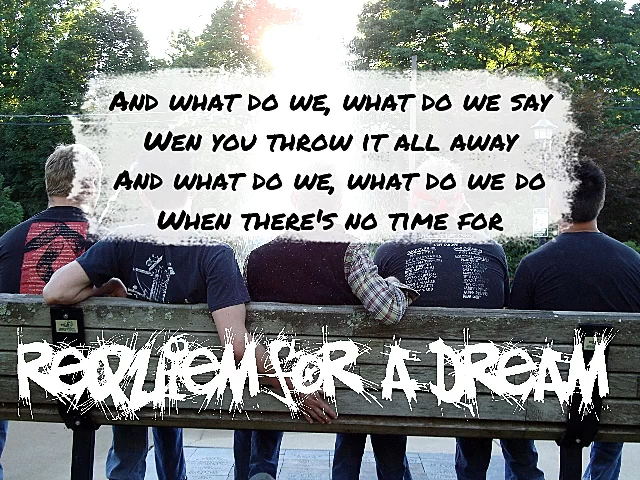 And what do we, what do we say
Wen you throw it all away
And what do we, what do we do
When there's no time for
Requiem for a Dream